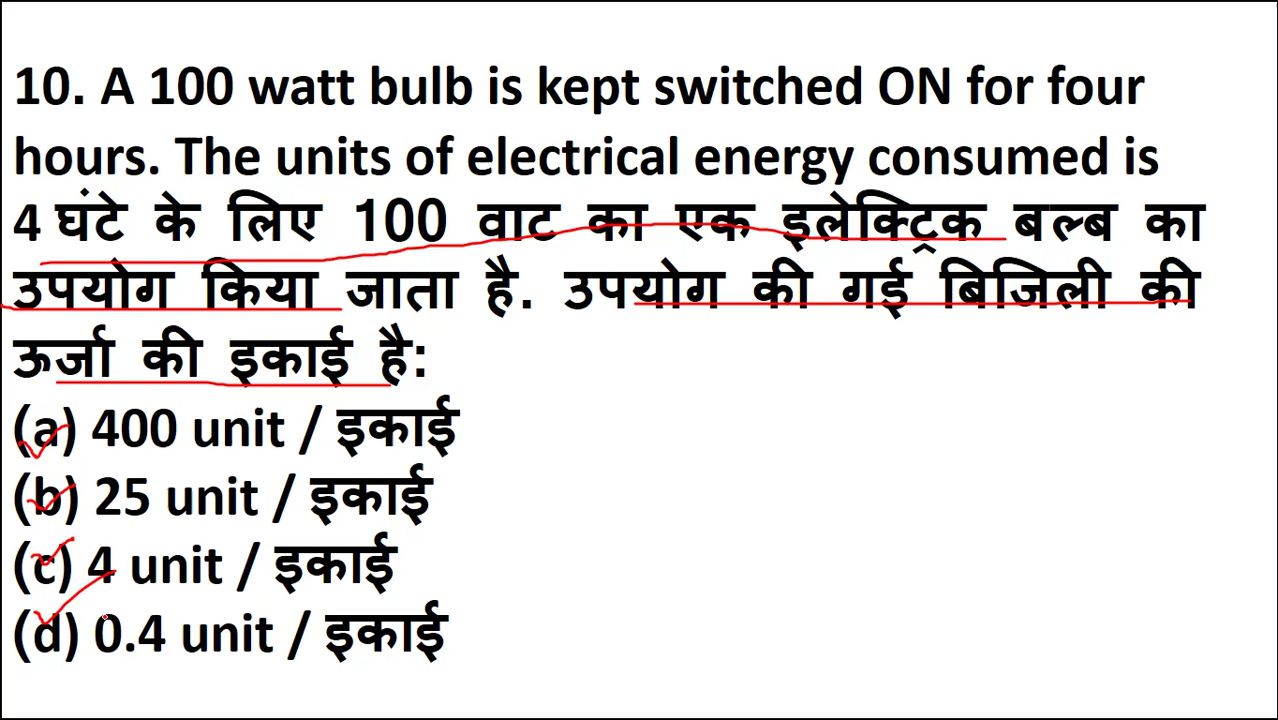 10. A 100 watt bulb is kept switched ON for four
hours. The units of electrical energy consumed is
4 घंटे के लिए 100 वाट का एक इलेक्ट्रिक बल्ब का
उपयोग किया जाता है. उपयोग की गई बिजिली की
ऊर्जा की इकाई है:
(a) 400 unit / इकाई
(b) 25 unit / इकाई
(c) 4 unit / इकाई
(d) 0.4 unit / इकाई